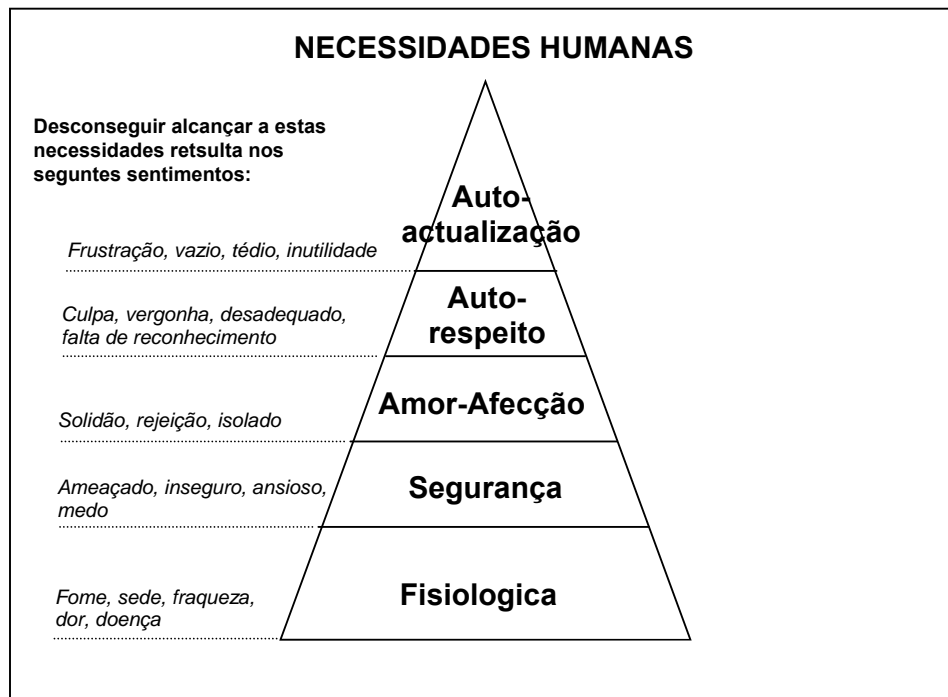 NECESSIDADES HUMANAS
Desconseguir alcançar a estas
necessidades retsulta nos
seguntes sentimentos:
Auto-
actualização
Frustração, vazio, tédio, inutilidade
Auto-
respeito
Culpa, vergonha, desadequado,
falta de reconhecimento
Amor-Afecção
Solidão, rejeição, isolado
Segurança
Ameaçado, inseguro, ansioso,
medo
Fisiologica
Fome, sede, fraqueza,
dor, doença